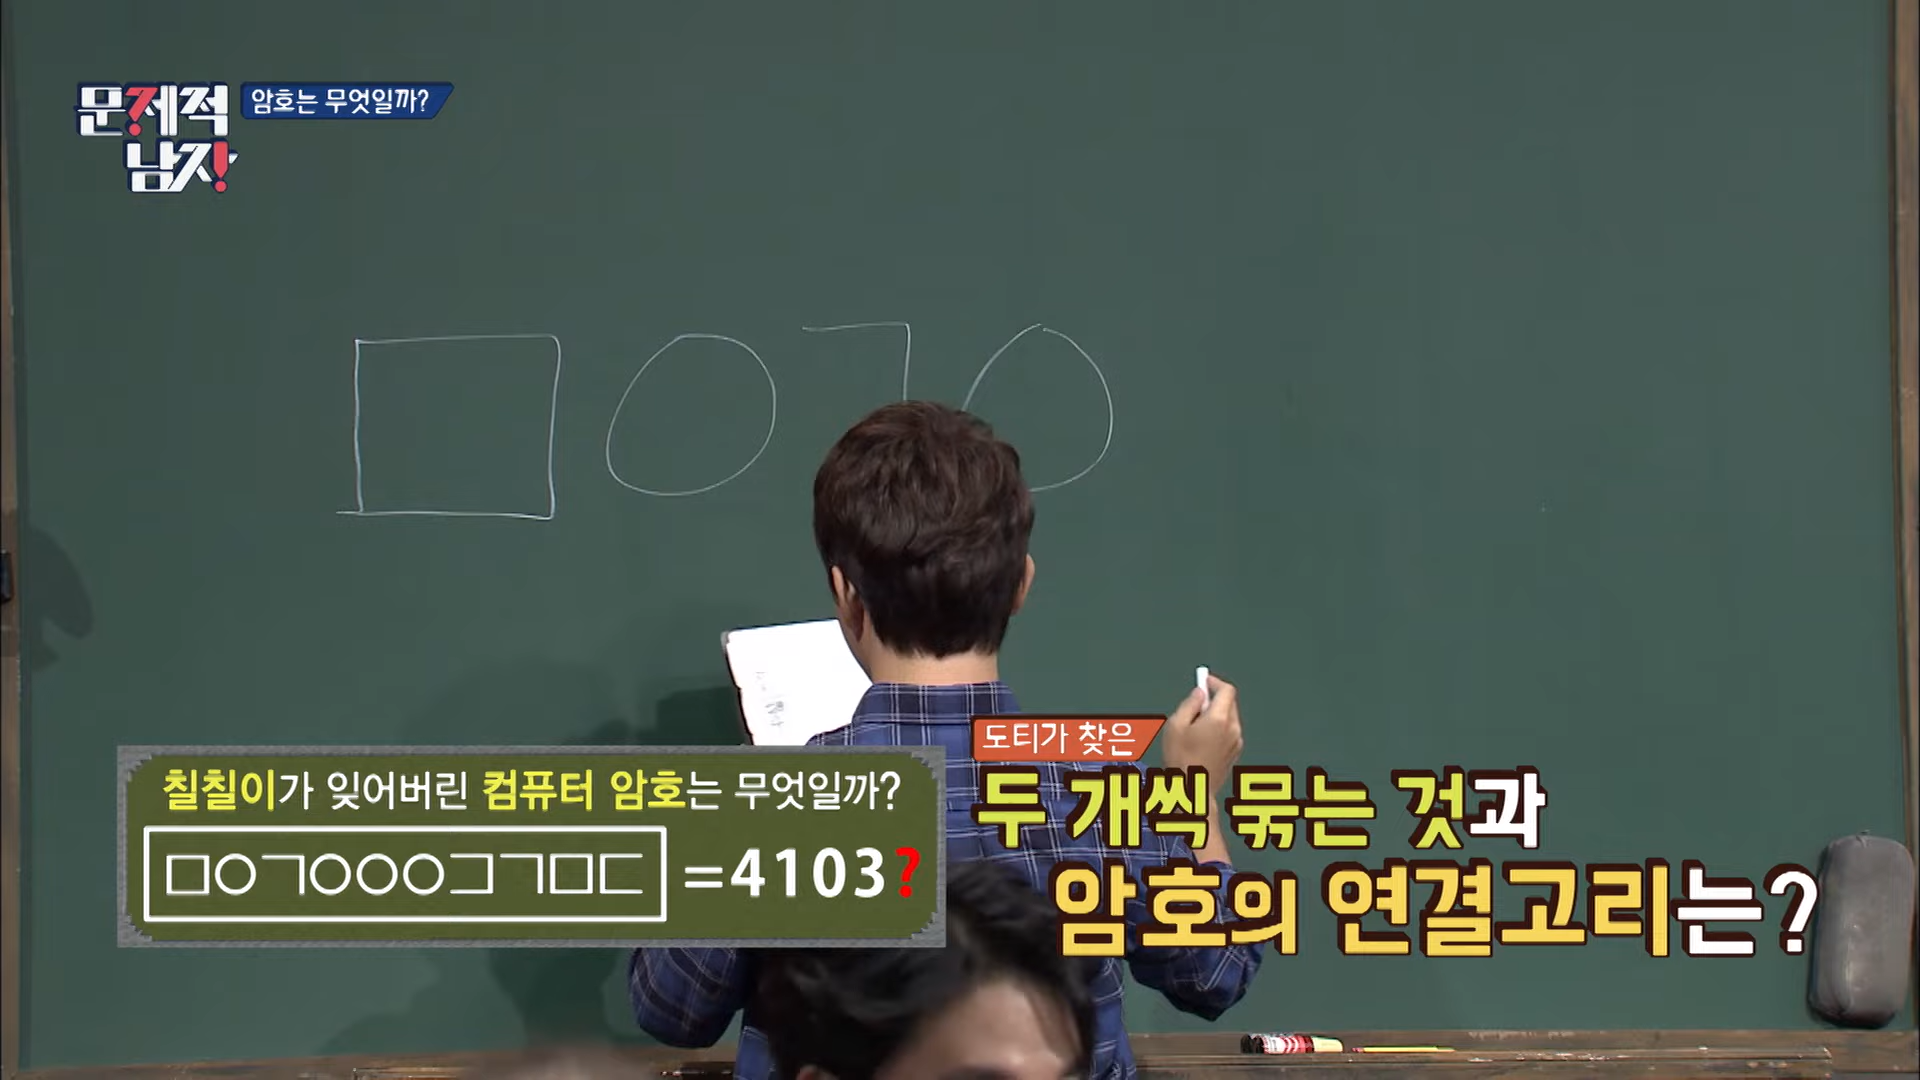 문제적
남자
암호는 무엇일까?
칠칠이가 잊어버린 컴퓨터 암호는 무엇일까?
□○ㄱ○○○コㄱ□ㄷ =4103?
도티가 찾은
두 개씩 묶는 것과
암호의 연결고리는?
□○ㄱ○